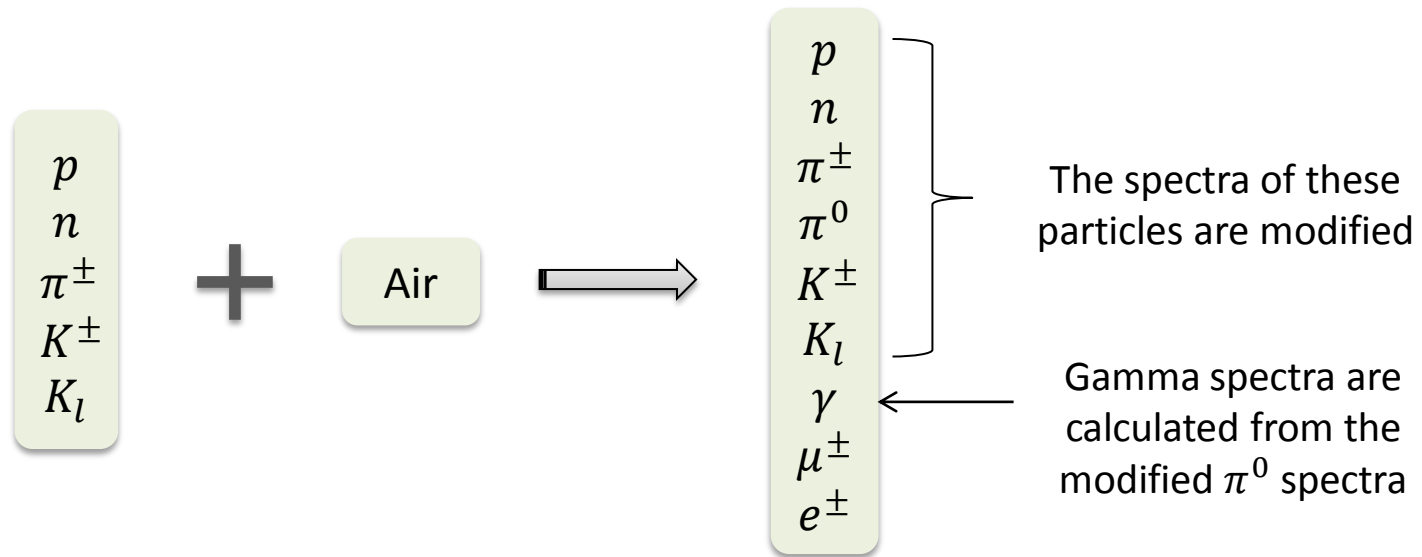 p
n
π±
K±
Kl
+
Air
p
n
π±
π0
K±
Kl
γ
μ±
e±
The spectra of these
particles are modified
Gamma spectra are
calculated from the
modified π0 spectra